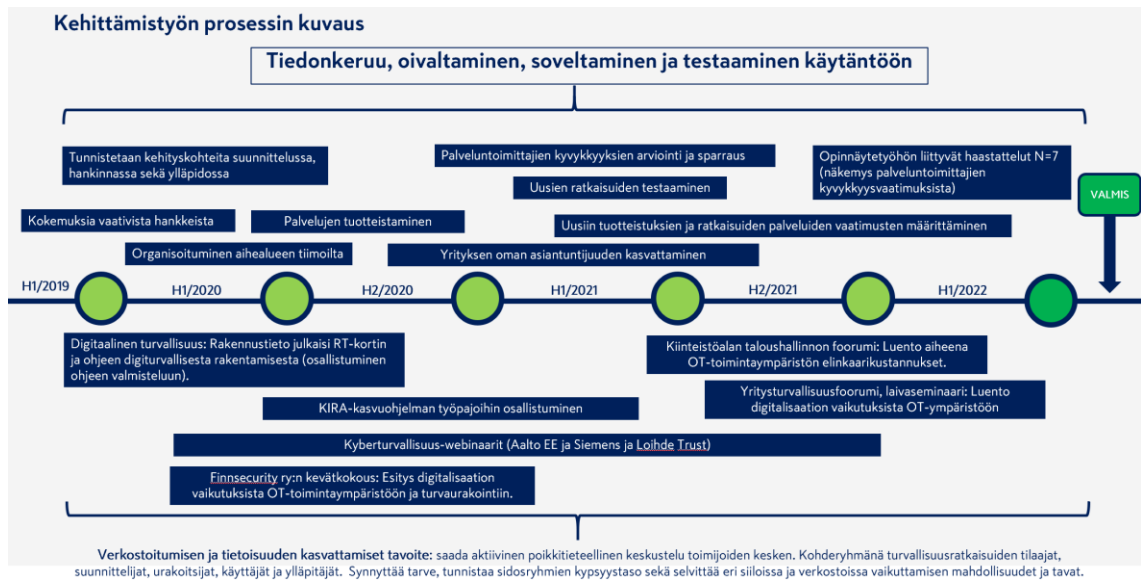 Kehittämistyön prosessin kuvaus
Tiedonkeruu, oivaltaminen, soveltaminen ja testaaminen käytäntöön
Tunnistetaan kehityskohteita suunnittelussa,
hankinnassa sekä ylläpidossa
Palveluntoimittajien kyvykkyyksien arviointi ja sparraus
Opinnäytetyöhön liittyvät haastattelut N=7
(näkemys palveluntoimittajien
kyvykkyysvaatimuksista)
VALMIS
Uusien ratkaisuiden testaaminen
Kokemuksia vaativista hankkeista
Palvelujen tuotteistaminen
Uusiin tuotteistuksien ja ratkaisuiden palveluiden vaatimusten määrittäminen
Organisoituminen aihealueen tiimoilta
Yrityksen oman asiantuntijuuden kasvattaminen
H1/2019
H1/2020
H2/2020
H1/2021
H2/2021
H1/2022
Digitaalinen turvallisuus: Rakennustieto julkaisi RT-kortin
ja ohjeen digiturvallisesta rakentamisesta (osallistuminen
ohjeen valmisteluun).
Kiinteistöalan taloushallinnon foorumi: Luento aiheena
OT-toimintaympäristön elinkaarikustannukset.
Yritysturvallisuusfoorumi, laivaseminaari: Luento
digitalisaation vaikutuksista OT-ympäristöön
KIRA-kasvuohjelman työpajoihin osallistuminen
Kyberturvallisuus-webinaarit (Aalto EE ja Siemens ja Loihde Trust)
Finnsecurity ry:n kevätkokous: Esitys digitalisaation
vaikutuksista OT-toimintaympäristöön ja turvaurakointiin.
Verkostoitumisen ja tietoisuuden kasvattamiset tavoite: saada aktiivinen poikkitieteellinen keskustelu toimijoiden kesken. Kohderyhmänä turvallisuusratkaisuiden tilaajat,
suunnittelijat, urakoitsijat, käyttäjät ja ylläpitäjät. Synnyttää tarve, tunnistaa sidosryhmien kypsyystaso sekä selvittää eri siiloissa ja verkostoissa vaikuttamisen mahdollisuudet ja tavat.